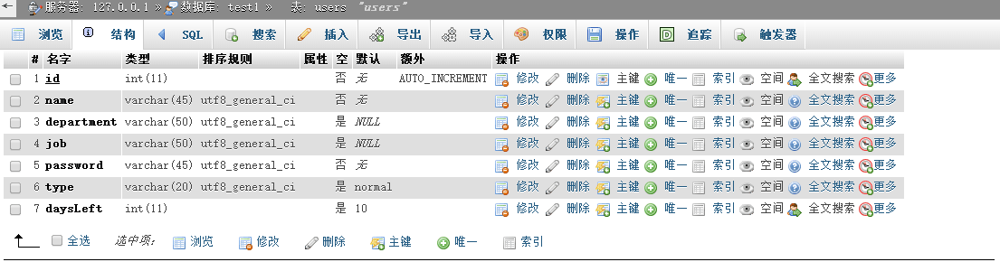 服务器: 127.0.0.1 » 数据库: test1 » 表: users "users"
浏览 结构 SQL 搜索 插入 导出 导入 权限 操作 追踪 触发器
# 名字 类型 排序规则 属性 空 默认 额外 操作
1 id int(11) 否 无 AUTO_INCREMENT 修改 删除 主键 唯一 索引 空间 全文搜索 更多
2 name varchar(45) utf8_general_ci 否 无 修改 删除 主键 唯一 索引 空间 全文搜索 更多
3 department varchar(50) utf8_general_ci 是 NULL 修改 删除 主键 唯一 索引 空间 全文搜索 更多
4 job varchar(50) utf8_general_ci 是 NULL 修改 删除 主键 唯一 索引 空间 全文搜索 更多
5 password varchar(45) utf8_general_ci 否 无 修改 删除 主键 唯一 索引 空间 全文搜索 更多
6 type varchar(20) utf8_general_ci 是 normal 修改 删除 主键 唯一 索引 空间 全文搜索 更多
7 daysLeft int(11) 是 10 修改 删除 主键 唯一 索引 空间 全文搜索 更多
全选 选中项: 浏览 修改 删除 主键 唯一 索引